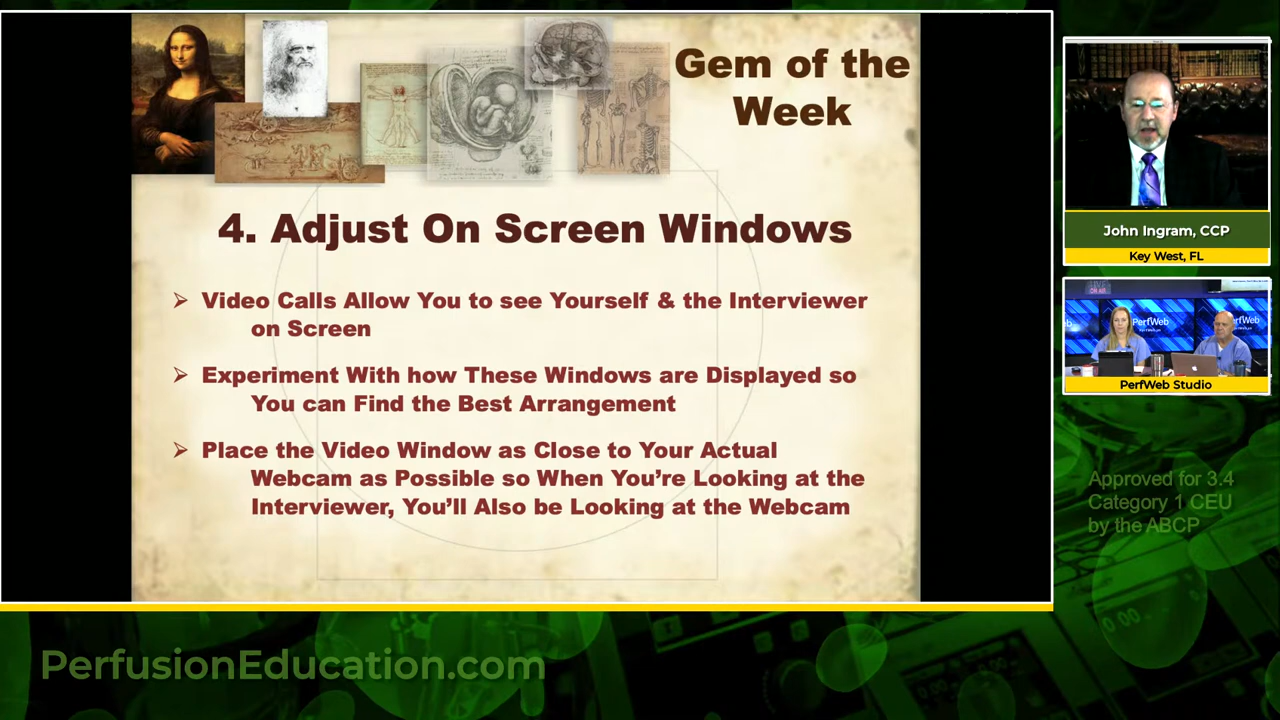 Gem of the
Week
4. Adjust On Screen Windows
➢ Video Calls Allow You to see Yourself & the Interviewer
on Screen
➢ Experiment With how These Windows are Displayed so
You can Find the Best Arrangement
➢ Place the Video Window as Close to Your Actual
Webcam as Possible so When You’re Looking at the
Interviewer, You’ll Also be Looking at the Webcam
John Ingram, CCP
Key West, FL
PerfWeb
PerfWeb
PerfWeb Studio
Approved for 3.4
Category 1 CEU
by the ABCP
PerfusionEducation.com